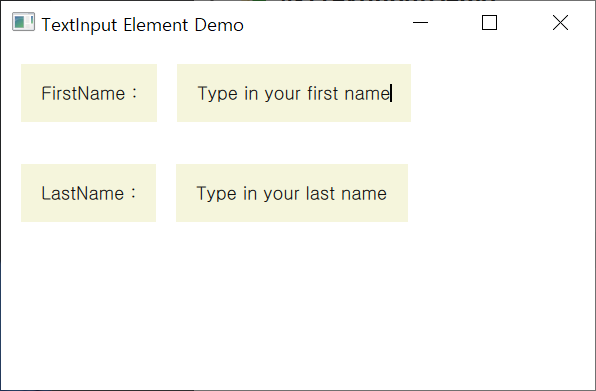 TextInput Element Demo
FirstName : Type in your first name
LastName : Type in your last name